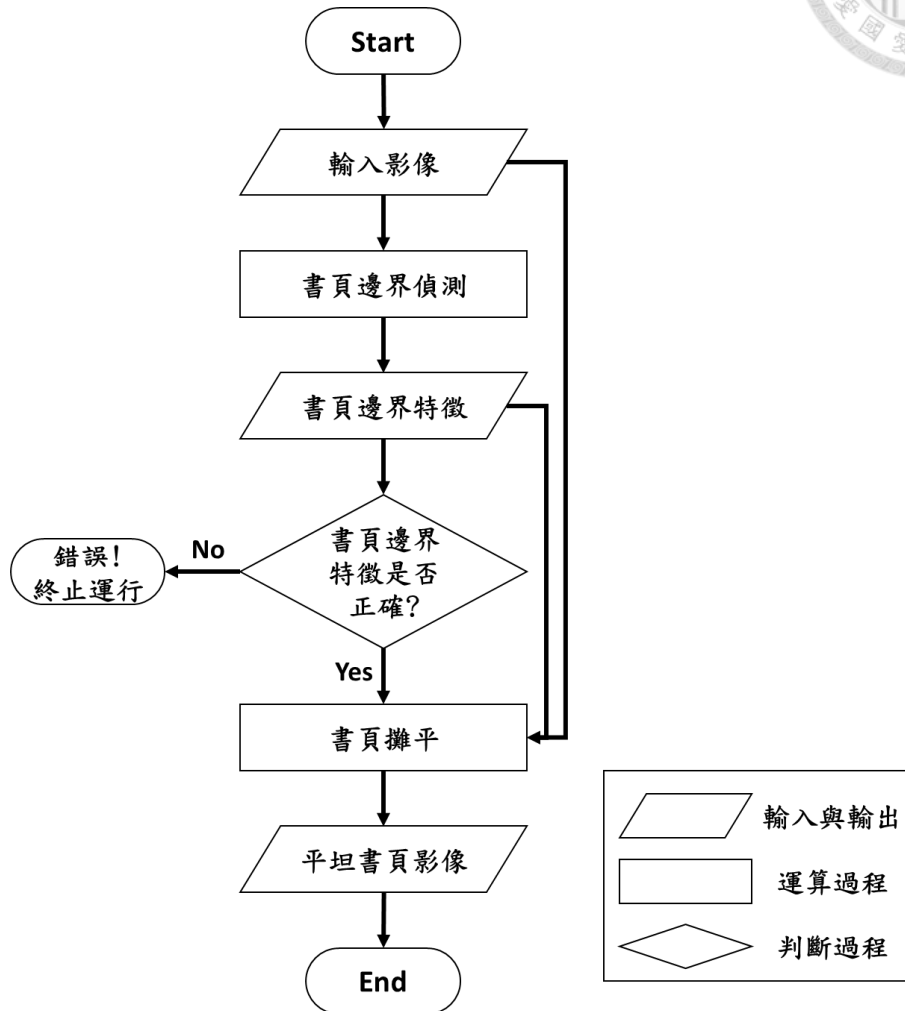 Start
輸入影像
書頁邊界偵測
書頁邊界特徵
書頁邊界
特徵是否
正確?
No
錯誤!
終止運行
Yes
書頁攤平
平坦書頁影像
End
輸入與輸出
運算過程
判斷過程
愛國愛